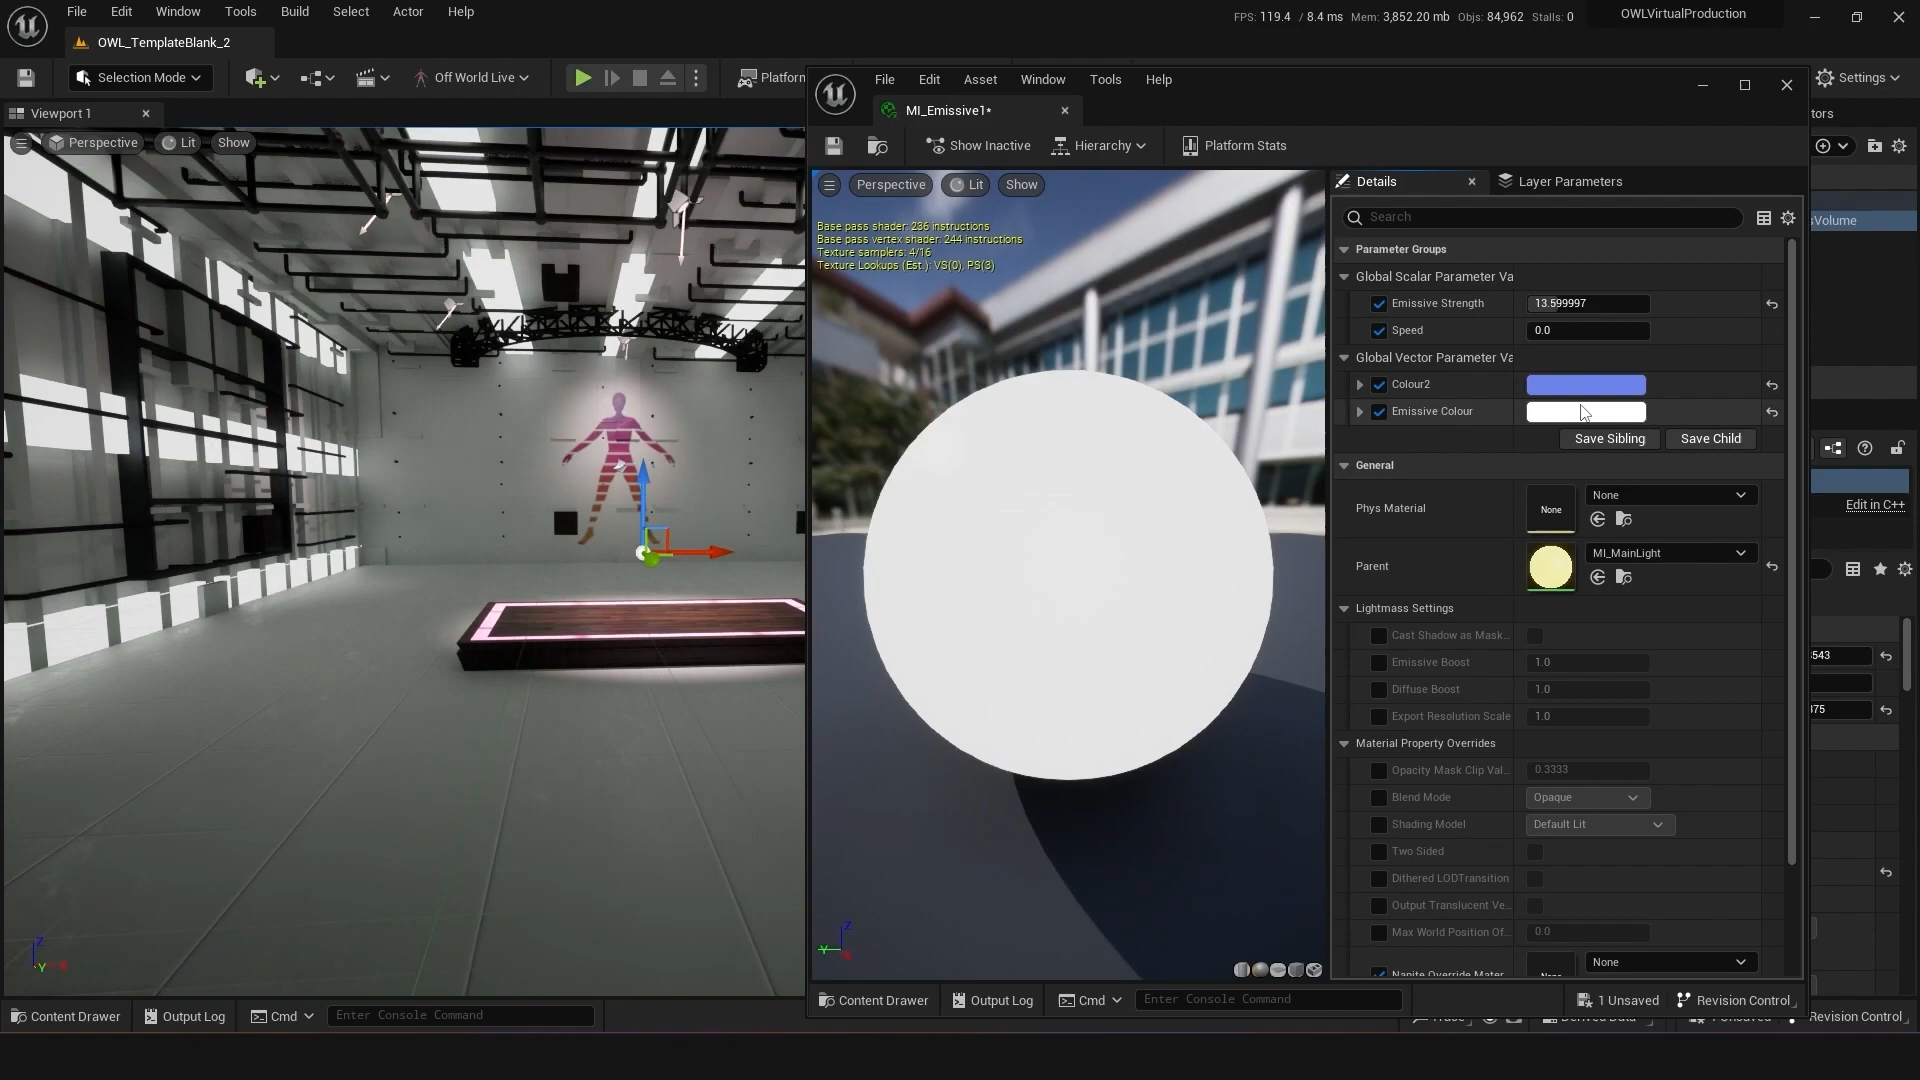 File Edit Window Tools Build Select Actor Help
FPS: 119.4 / 8.4 ms Mem: 3,852.20 mb Objs: 84,962 Stalls: 0
OWLVirtualProduction
OWL_TemplateBlank_2
Selection Mode
Off World Live
Platform
Settings
Viewport 1
Perspective
Lit
Show
File Edit Asset Window Tools Help
MI_Emissive1*
Show Inactive
Hierarchy
Platform Stats
Perspective
Lit
Show
Base pass shader: 236 instructions
Base pass vertex shader: 244 instructions
Texture samplers: 4/16
Texture Lookups (Est.): VS(0), PS(3)
Details
Layer Parameters
Search
Parameter Groups
Global Scalar Parameter Va
Emissive Strength 13.599997
Speed 0.0
Global Vector Parameter Va
Colour2
Emissive Colour
Save Sibling Save Child
General
Phys Material None None
Parent MI_MainLight
Lightmass Settings
Cast Shadow as Mask...
Emissive Boost 1.0
Diffuse Boost 1.0
Export Resolution Scale 1.0
Material Property Overrides
Opacity Mask Clip Val... 0.3333
Blend Mode Opaque
Shading Model Default Lit
Two Sided
Dithered LODTransition
Output Translucent Ve...
Max World Position Of... 0.0
Nanite Override Mater
None
None
tors
sVolume
Edit in C++
543
375
Z
Y
X
Z
Y
Content Drawer
Output Log
Cmd
Enter Console Command
1 Unsaved
Revision Control
Content Drawer
Output Log
Cmd
Enter Console Command
Trace
Derived Data
1 Unsaved
Revision Control